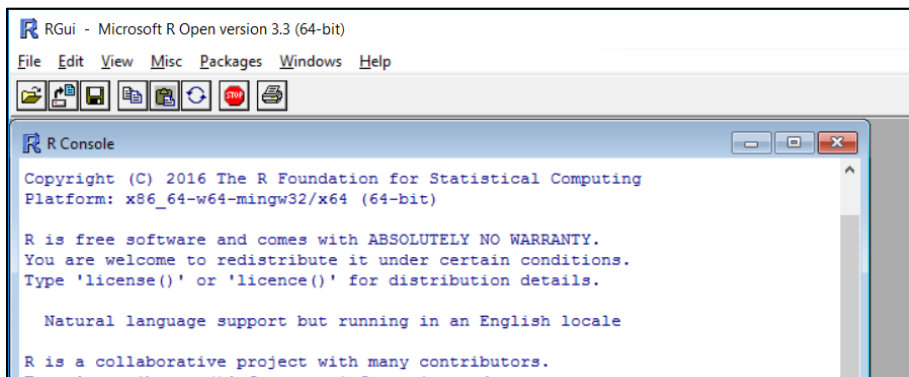 RGui - Microsoft R Open version 3.3 (64-bit)
File Edit View Misc Packages Windows Help
STOP
R Console
Copyright (C) 2016 The R Foundation for Statistical Computing
Platform: x86_64-w64-mingw32/x64 (64-bit)
R is free software and comes with ABSOLUTELY NO WARRANTY.
You are welcome to redistribute it under certain conditions.
Type 'license()' or 'licence()' for distribution details.
Natural language support but running in an English locale
R is a collaborative project with many contributors.